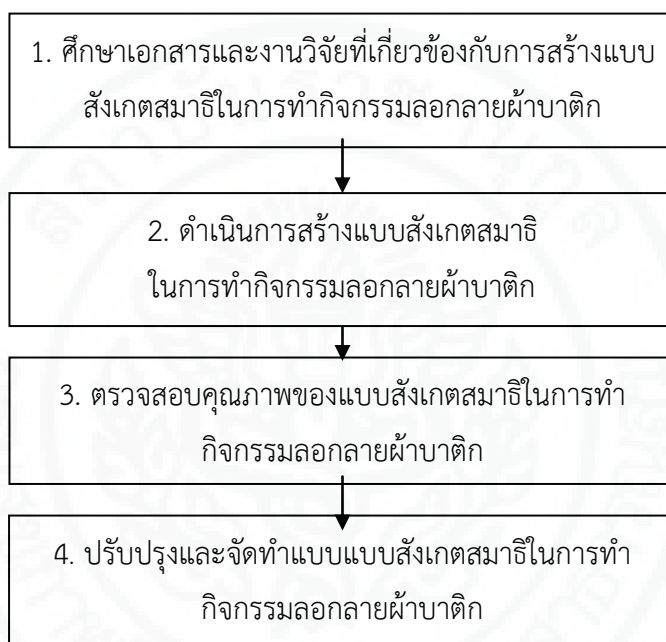 1. ศึกษาเอกสารและงานวิจัยที่เกี่ยวข้องกับการสร้างแบบ
สังเกตสมาธิในการทำกิจกรรมลอกลายผ้าบาติก
2. ดำเนินการสร้างแบบสังเกตสมาธิ
ในการทำกิจกรรมลอกลายผ้าบาติก
3. ตรวจสอบคุณภาพของแบบสังเกตสมาธิในการทำ
กิจกรรมลอกลายผ้าบาติก
4. ปรับปรุงและจัดทำแบบแบบสังเกตสมาธิในการทำ
กิจกรรมลอกลายผ้าบาติก